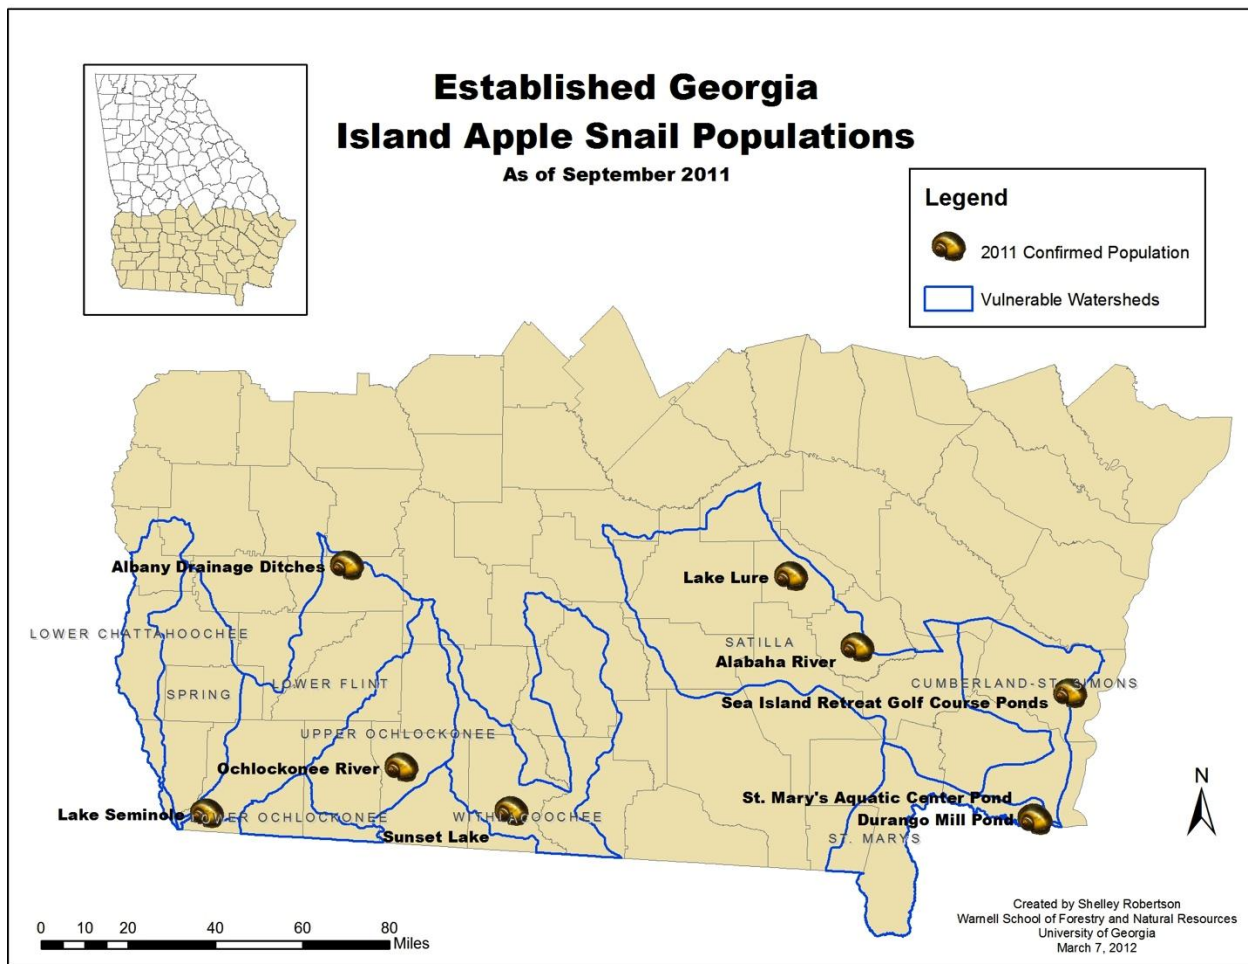 Established Georgia
Island Apple Snail Populations
As of September 2011
Legend
2011 Confirmed Population
Vulnerable Watersheds
Albany Drainage Ditches
Lake Lure
LOWER CHATTAHOOCHEE
SATILLA
Alabaha River
SPRING
LOWER FLINT
CUMBERLAND-ST. SIMONS
Sea Island Retreat Golf Course Ponds
UPPER OCHLOCKONEE
Ochlockonee River
St. Mary's Aquatic Center Pond
Lake Seminole
LOWER OCHLOCKONEE
WITHLACOOCHEE
Durango Mill Pond
Sunset Lake
ST. MARYS
N
0 10 20 40 60 80
Miles
Created by Shelley Robertson
Warnell School of Forestry and Natural Resources
University of Georgia
March 7, 2012